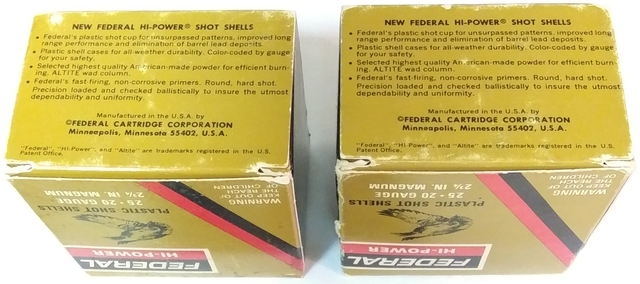 NEW FEDERAL HI-POWER® SHOT SHELLS
• Federal's plastic shot cup for unsurpassed patterns, improved long
range performance and elimination of barrel lead deposits.
• Plastic shell cases for all-weather durability. Color-coded by gauge
for your safety.
• Selected highest quality American-made powder for efficient burn-
ing. ALTITE wad column.
• Federal's fast-firing, non-corrosive primers. Round, hard shot.
Precision loaded and checked ballistically to insure the utmost
dependability and uniformity.
Manufactured in the U.S.A. by
©FEDERAL CARTRIDGE CORPORATION
Minneapolis, Minnesota 55402, U.S.A.
"Federal", "Hi-Power", and "Altite" are trademarks registered in the U.S.
Patent Office.
WARNING
KEEP OUT OF
THE REACH
OF CHILDREN
25 • 20 GAUGE
2¾ IN. MAGNUM
PLASTIC SHOT SHELLS
HI-POWER
FEDERAL
NEW FEDERAL HI-POWER® SHOT SHELLS
• Federal's plastic shot cup for unsurpassed patterns, improved long
range performance and elimination of barrel lead deposits.
• Plastic shell cases for all-weather durability. Color-coded by gauge
for your safety.
• Selected highest quality American-made powder for efficient burn-
ing. ALTITE wad column.
• Federal's fast-firing, non-corrosive primers. Round, hard shot.
Precision loaded and checked ballistically to insure the utmost
dependability and uniformity.
Manufactured in the U.S.A. by
©FEDERAL CARTRIDGE CORPORATION
Minneapolis, Minnesota 55402, U.S.A.
"Federal", "Hi-Power", and "Altite" are trademarks registered in the U.S.
Patent Office.
WARNING
KEEP OUT OF
THE REACH
OF CHILDREN
25 • 20 GAUGE
2¾ IN. MAGNUM
PLASTIC SHOT SHELLS
HI-POWER
FEDERAL